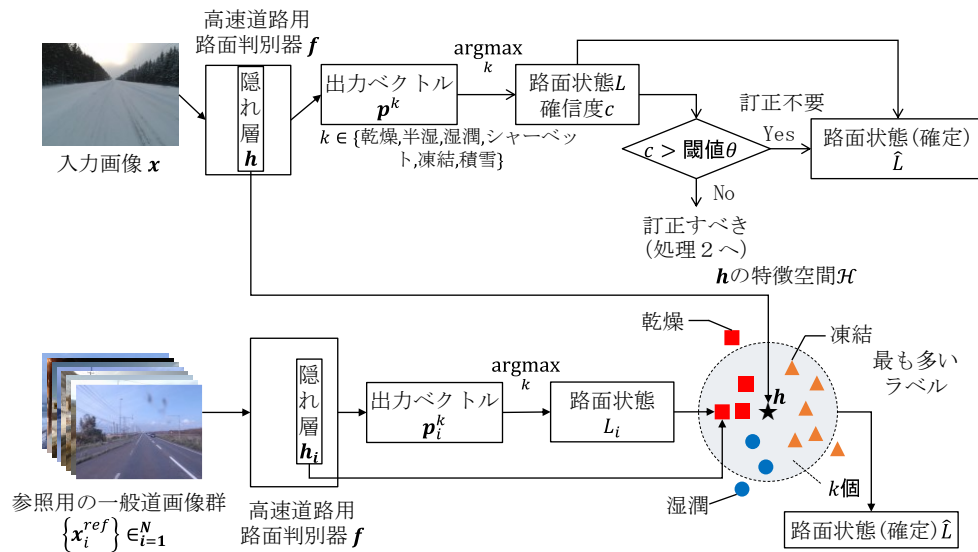 高速道路用
路面判別器 f
隠れ層 h
入力画像 x
出力ベクトル
p^k
k ∈ {乾燥,半湿,湿潤,シャーベッ
ト,凍結,積雪}
argmax
k
路面状態L
確信度c
c > 閾値θ
訂正不要
Yes
No
路面状態(確定)
L̂
訂正すべき
(処理２へ)
hの特徴空間ℋ
参照用の一般道画像群
{x_i^{ref}} ∈_{i=1}^{N}
隠れ層 h_i
高速道路用
路面判別器 f
出力ベクトル
p_i^k
argmax
k
路面状態
L_i
乾燥
凍結
最も多い
ラベル
h
湿潤
k個
路面状態(確定) L̂